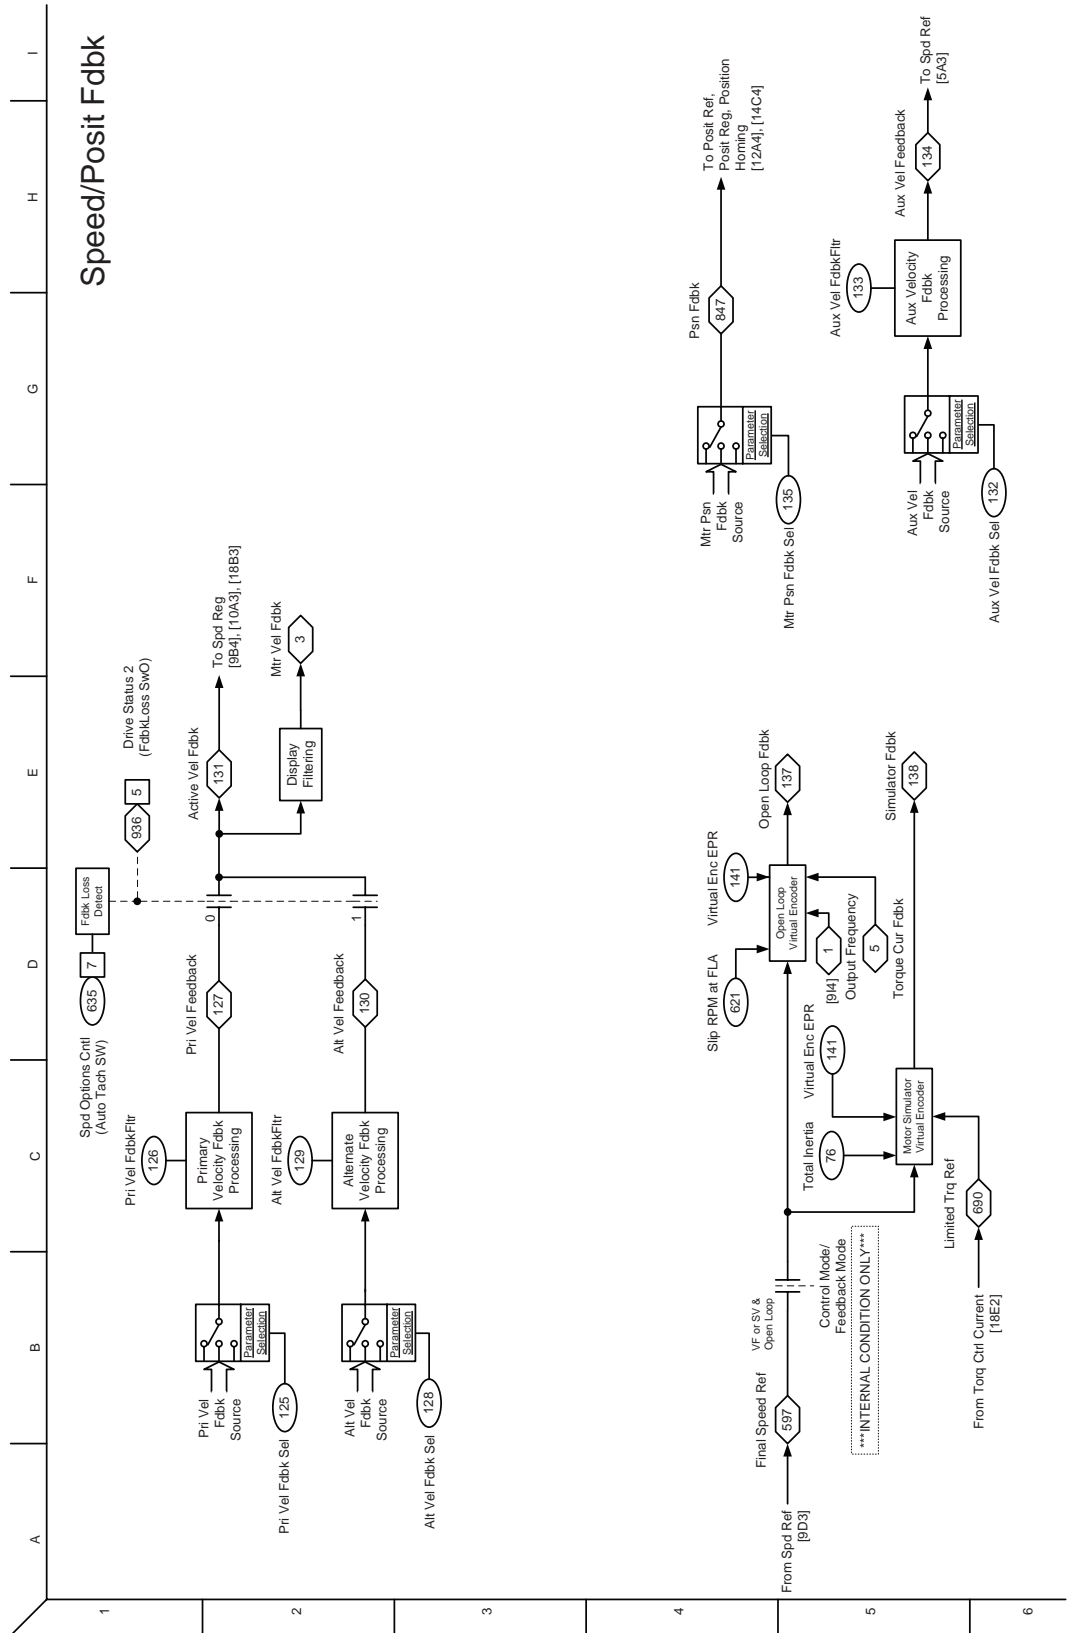 Speed/Posit Fdbk
A
B
C
D
E
F
G
H
I
1
2
3
4
5
6
Spd Options Cntl
(Auto Tach SW)
635
7
Fdbk Loss
Detect
936
5
Drive Status 2
(FdbkLoss SwO)
Pri Vel FdbkFltr
126
Pri Vel
Fdbk
Source
Parameter
Selection
125
Pri Vel Fdbk Sel
Primary
Velocity Fdbk
Processing
Pri Vel Feedback
127
0
Active Vel Fdbk
131
To Spd Reg
[9B4], [10A3], [18B3]
Alt Vel FdbkFltr
129
Alt Vel
Fdbk
Source
Parameter
Selection
128
Alt Vel Fdbk Sel
Alternate
Velocity Fdbk
Processing
Alt Vel Feedback
130
1
Display
Filtering
Mtr Vel Fdbk
3
Mtr Psn
Fdbk
Source
Parameter
Selection
135
Mtr Psn Fdbk Sel
Psn Fdbk
847
To Posit Ref,
Posit Reg, Position
Homing
[12A4], [14C4]
From Spd Ref
[9D3]
Final Speed Ref
597
VF or SV &
Open Loop
Control Mode/
Feedback Mode
***INTERNAL CONDITION ONLY***
Slip RPM at FLA
621
Virtual Enc EPR
141
Open Loop
Virtual Encoder
Open Loop Fdbk
137
1
[9I4]
Output Frequency
5
Torque Cur Fdbk
Total Inertia
76
Virtual Enc EPR
141
Motor Simulator
Virtual Encoder
Simulator Fdbk
138
Limited Trq Ref
690
From Torq Ctrl Current
[18E2]
Aux Vel
Fdbk
Source
Parameter
Selection
132
Aux Vel Fdbk Sel
Aux Vel FdbkFltr
133
Aux Velocity
Fdbk
Processing
Aux Vel Feedback
134
To Spd Ref
[5A3]